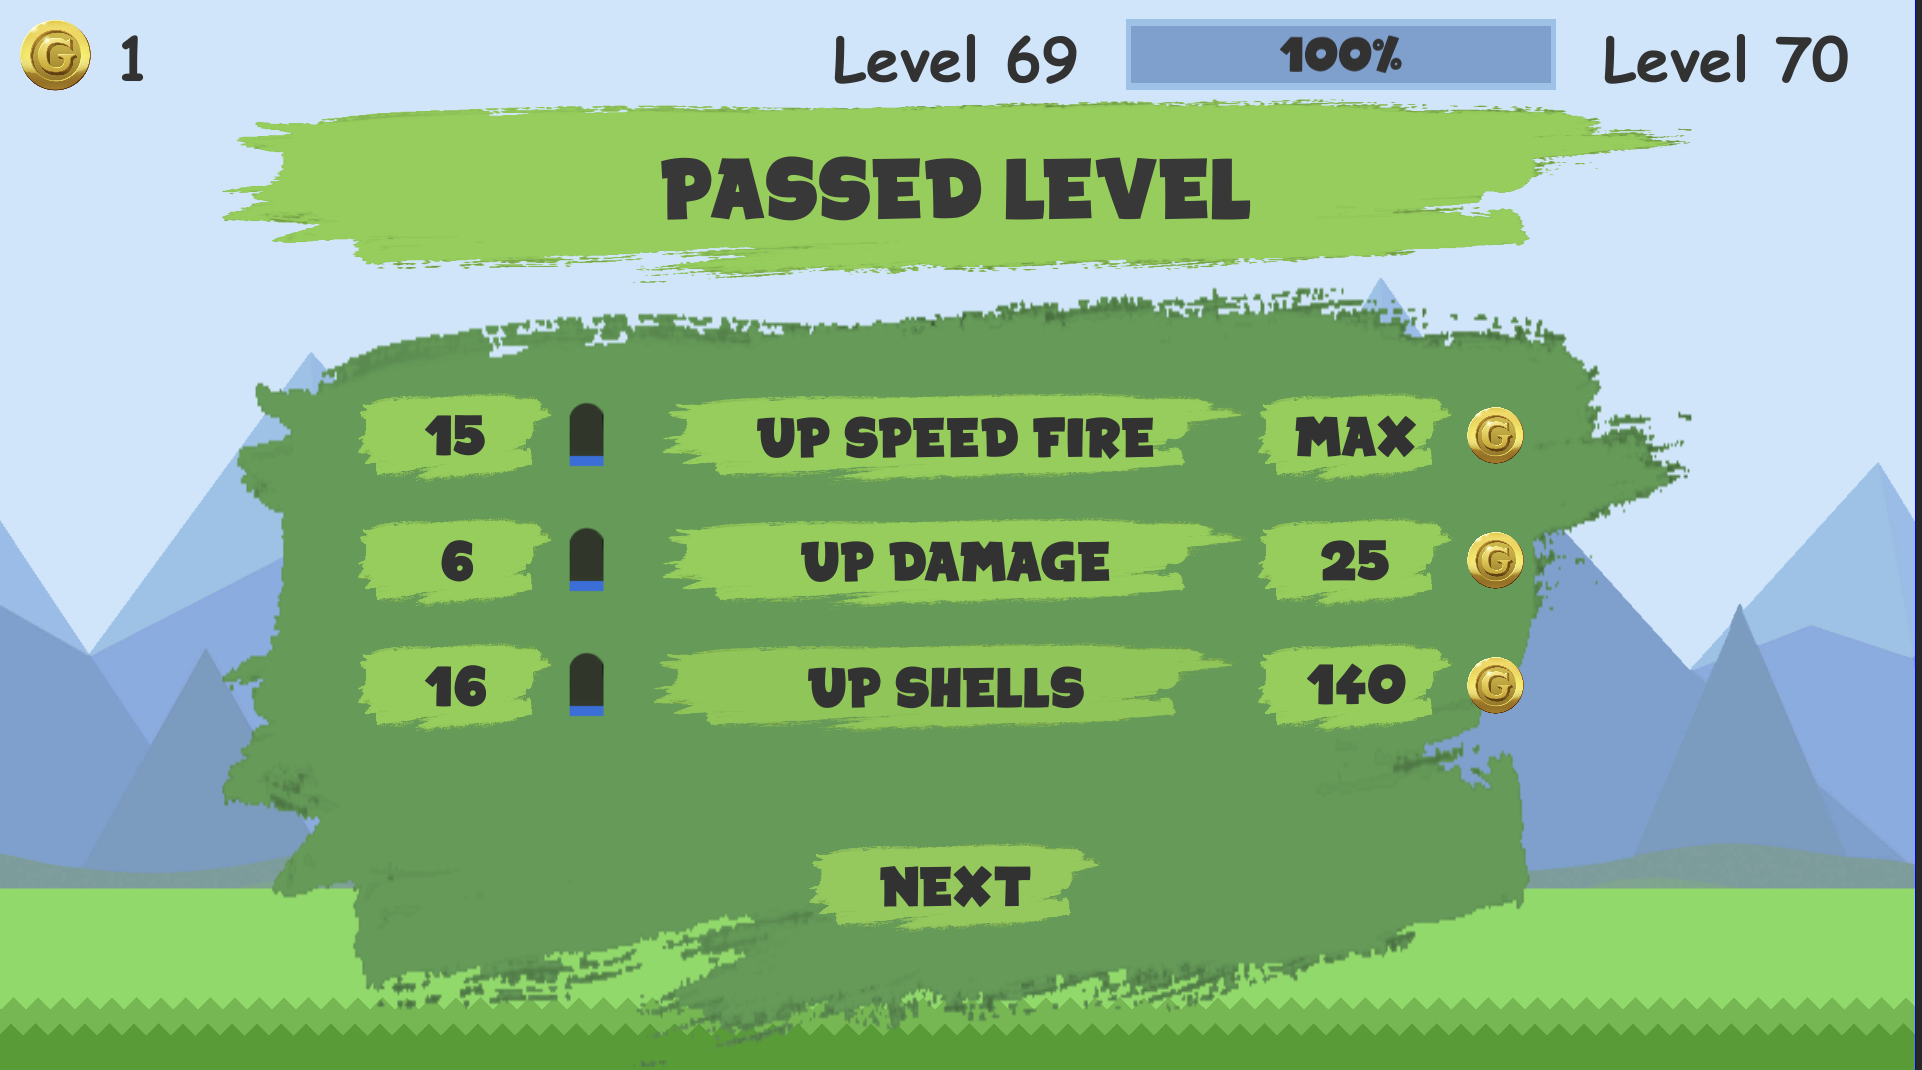 G 1 Level 69 100% Level 70
PASSED LEVEL
15 UP SPEED FIRE MAX G
6 UP DAMAGE 25 G
16 UP SHELLS 140 G
NEXT